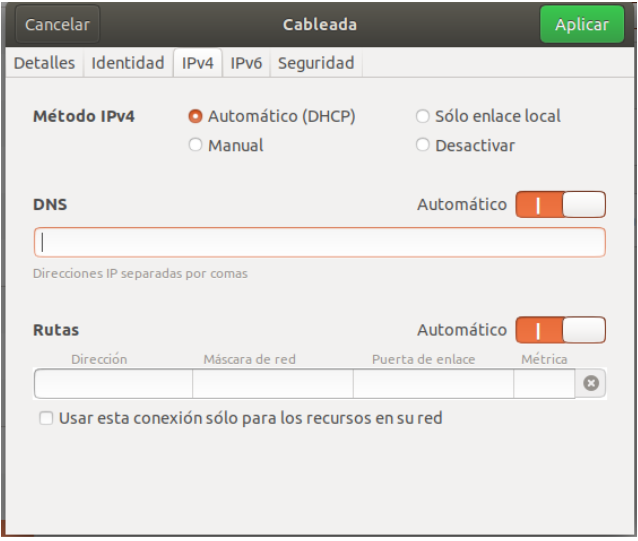 Cancelar Cableada Aplicar
Detalles Identidad IPv4 IPv6 Seguridad
Método IPv4 Automático (DHCP) Sólo enlace local
Manual Desactivar
DNS Automático
Direcciones IP separadas por comas
Rutas Automático
Dirección Máscara de red Puerta de enlace Métrica
Usar esta conexión sólo para los recursos en su red